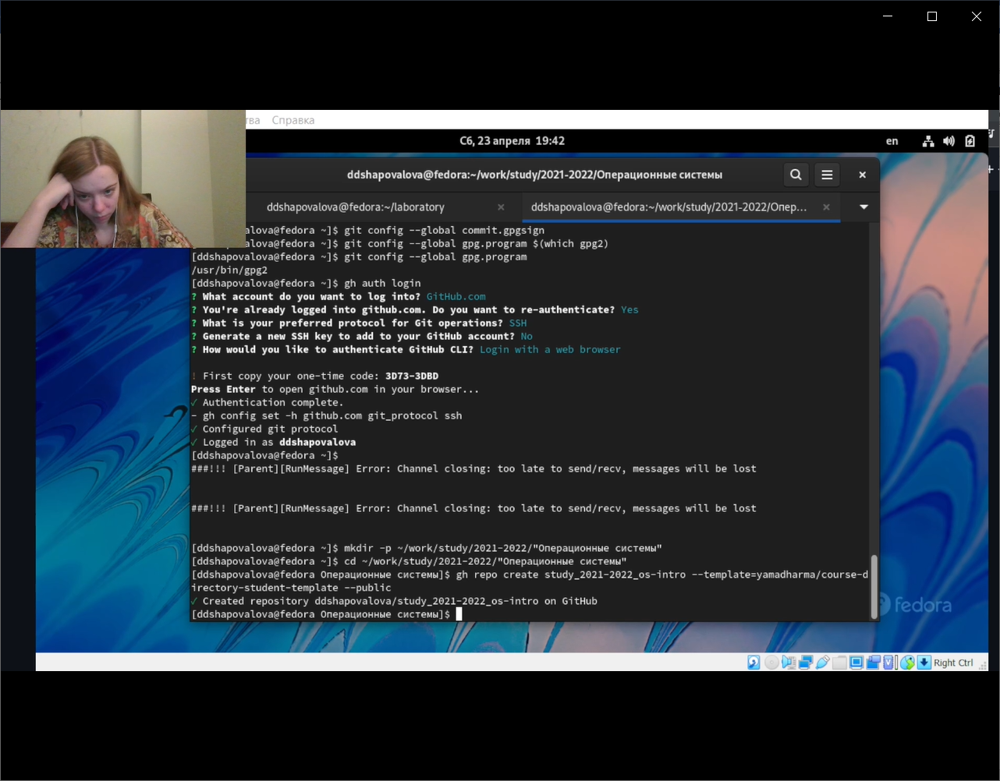 тва Справка
Сб, 23 апреля 19:42
en
ddshapovalova@fedora:~/work/study/2021-2022/Операционные системы
ddshapovalova@fedora:~/laboratory
ddshapovalova@fedora:~/work/study/2021-2022/Опер...
alova@fedora ~]$ git config --global commit.gpgsign
alova@fedora ~]$ git config --global gpg.program $(which gpg2)
[ddshapovalova@fedora ~]$ git config --global gpg.program
/usr/bin/gpg2
[ddshapovalova@fedora ~]$ gh auth login
? What account do you want to log into? GitHub.com
? You're already logged into github.com. Do you want to re-authenticate? Yes
? What is your preferred protocol for Git operations? SSH
? Generate a new SSH key to add to your GitHub account? No
? How would you like to authenticate GitHub CLI? Login with a web browser
! First copy your one-time code: 3D73-3DBD
Press Enter to open github.com in your browser...
✓ Authentication complete.
- gh config set -h github.com git_protocol ssh
✓ Configured git protocol
✓ Logged in as ddshapovalova
[ddshapovalova@fedora ~]$
###!!! [Parent][RunMessage] Error: Channel closing: too late to send/recv, messages will be lost
###!!! [Parent][RunMessage] Error: Channel closing: too late to send/recv, messages will be lost
[ddshapovalova@fedora ~]$ mkdir -p ~/work/study/2021-2022/"Операционные системы"
[ddshapovalova@fedora ~]$ cd ~/work/study/2021-2022/"Операционные системы"
[ddshapovalova@fedora Операционные системы]$ gh repo create study_2021-2022_os-intro --template=yamadharma/course-d
irectory-student-template --public
✓ Created repository ddshapovalova/study_2021-2022_os-intro on GitHub
[ddshapovalova@fedora Операционные системы]$
fedora
Right Ctrl